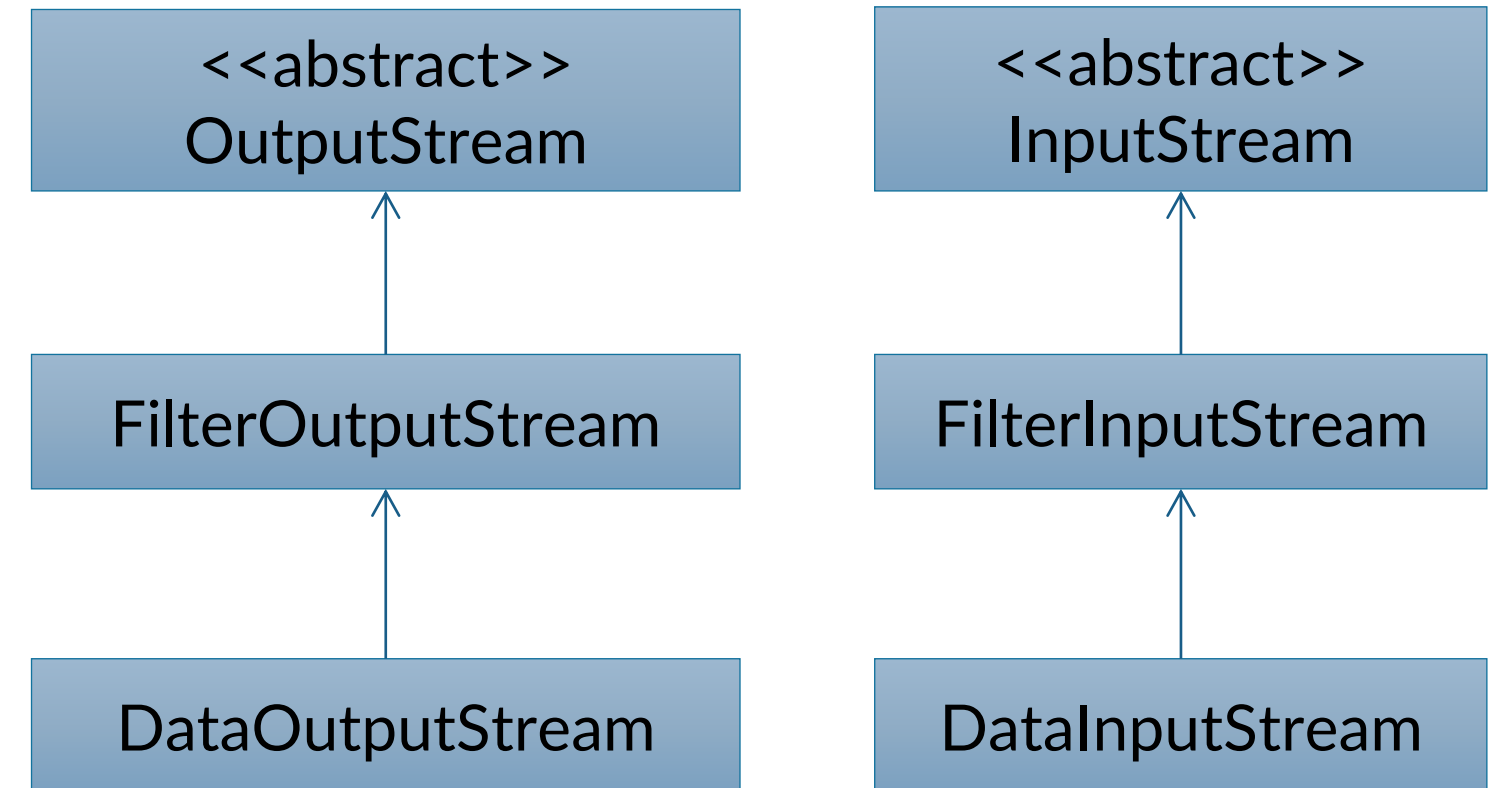 <<abstract>>
OutputStream
<<abstract>>
InputStream
FilterOutputStream
FilterInputStream
DataOutputStream
DataInputStream